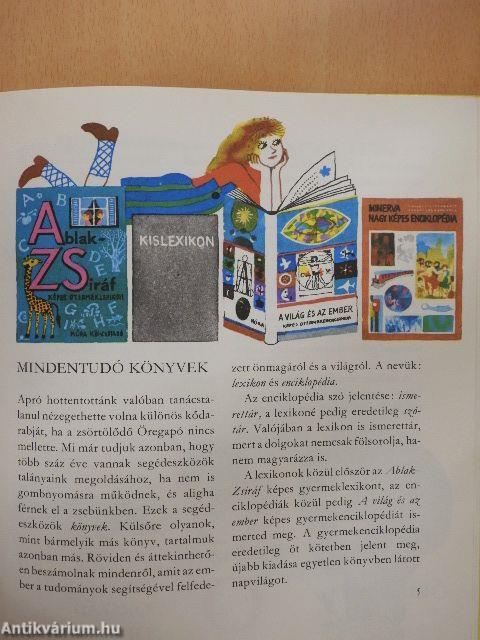 Ablak-
ZSiráf
KÉPES GYERMEKLEXIKON
MÓRA KÖNYVKIADÓ
KISLEXIKON
MÓRA
A VILÁG ÉS AZ EMBER
KÉPES GYERMEKENCIKLOPÉDIA
MINERVA
NAGY KÉPES ENCIKLOPÉDIA
MINDENTUDÓ KÖNYVEK
Apró hottentottánk valóban tanácsta-
lanul nézegethette volna különös kőda-
rabját, ha a zsörtölődő Öregapó nincs
mellette. Mi már tudjuk azonban, hogy
több száz éve vannak segédeszközök
talányaink megoldásához, ha nem is
gombnyomásra működnek, és aligha
férnek el a zsebünkben. Ezek a segéd-
eszközök könyvek. Külsőre olyanok,
mint bármelyik más könyv, tartalmuk
azonban más. Röviden és áttekinthető-
en beszámolnak mindenről, amit az em-
ber a tudományok segítségével felfede-
zett önmagáról és a világról. A nevük:
lexikon és enciklopédia.
Az enciklopédia szó jelentése: isme-
rettár, a lexikoné pedig eredetileg szó-
tár. Valójában a lexikon is ismerettár,
mert a dolgokat nemcsak fölsorolja, ha-
nem magyarázza is.
A lexikonok közül először az Ablak-
Zsiráf képes gyermeklexikont, az en-
ciklopédiák közül pedig A világ és az
ember képes gyermekenciklopédiát is-
merted meg. A gyermekenciklopédia
eredetileg öt kötetben jelent meg,
újabb kiadása egyetlen könyvben látott
napvilágot.
5
Antikvárium.hu